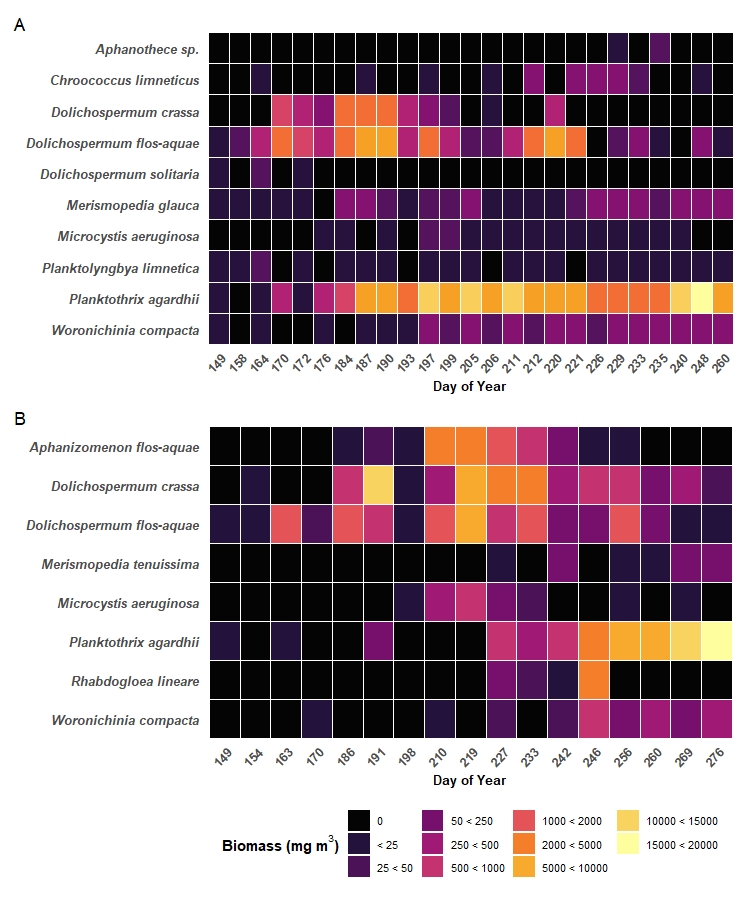 A
Aphanothece sp.
Chroococcus limneticus
Dolichospermum crassa
Dolichospermum flos-aquae
Dolichospermum solitaria
Merismopedia glauca
Microcystis aeruginosa
Planktolyngbya limnetica
Planktothrix agardhii
Woronichinia compacta
149 158 164 170 172 176 184 187 190 193 197 199 205 206 211 212 220 221 226 229 233 235 240 248 260
Day of Year
B
Aphanizomenon flos-aquae
Dolichospermum crassa
Dolichospermum flos-aquae
Merismopedia tenuissima
Microcystis aeruginosa
Planktothrix agardhii
Rhabdogloea lineare
Woronichinia compacta
149 154 163 170 186 191 198 210 219 227 233 242 246 256 260 269 276
Day of Year
Biomass (mg m³)
0
< 25
25 < 50
50 < 250
250 < 500
500 < 1000
1000 < 2000
2000 < 5000
5000 < 10000
10000 < 15000
15000 < 20000